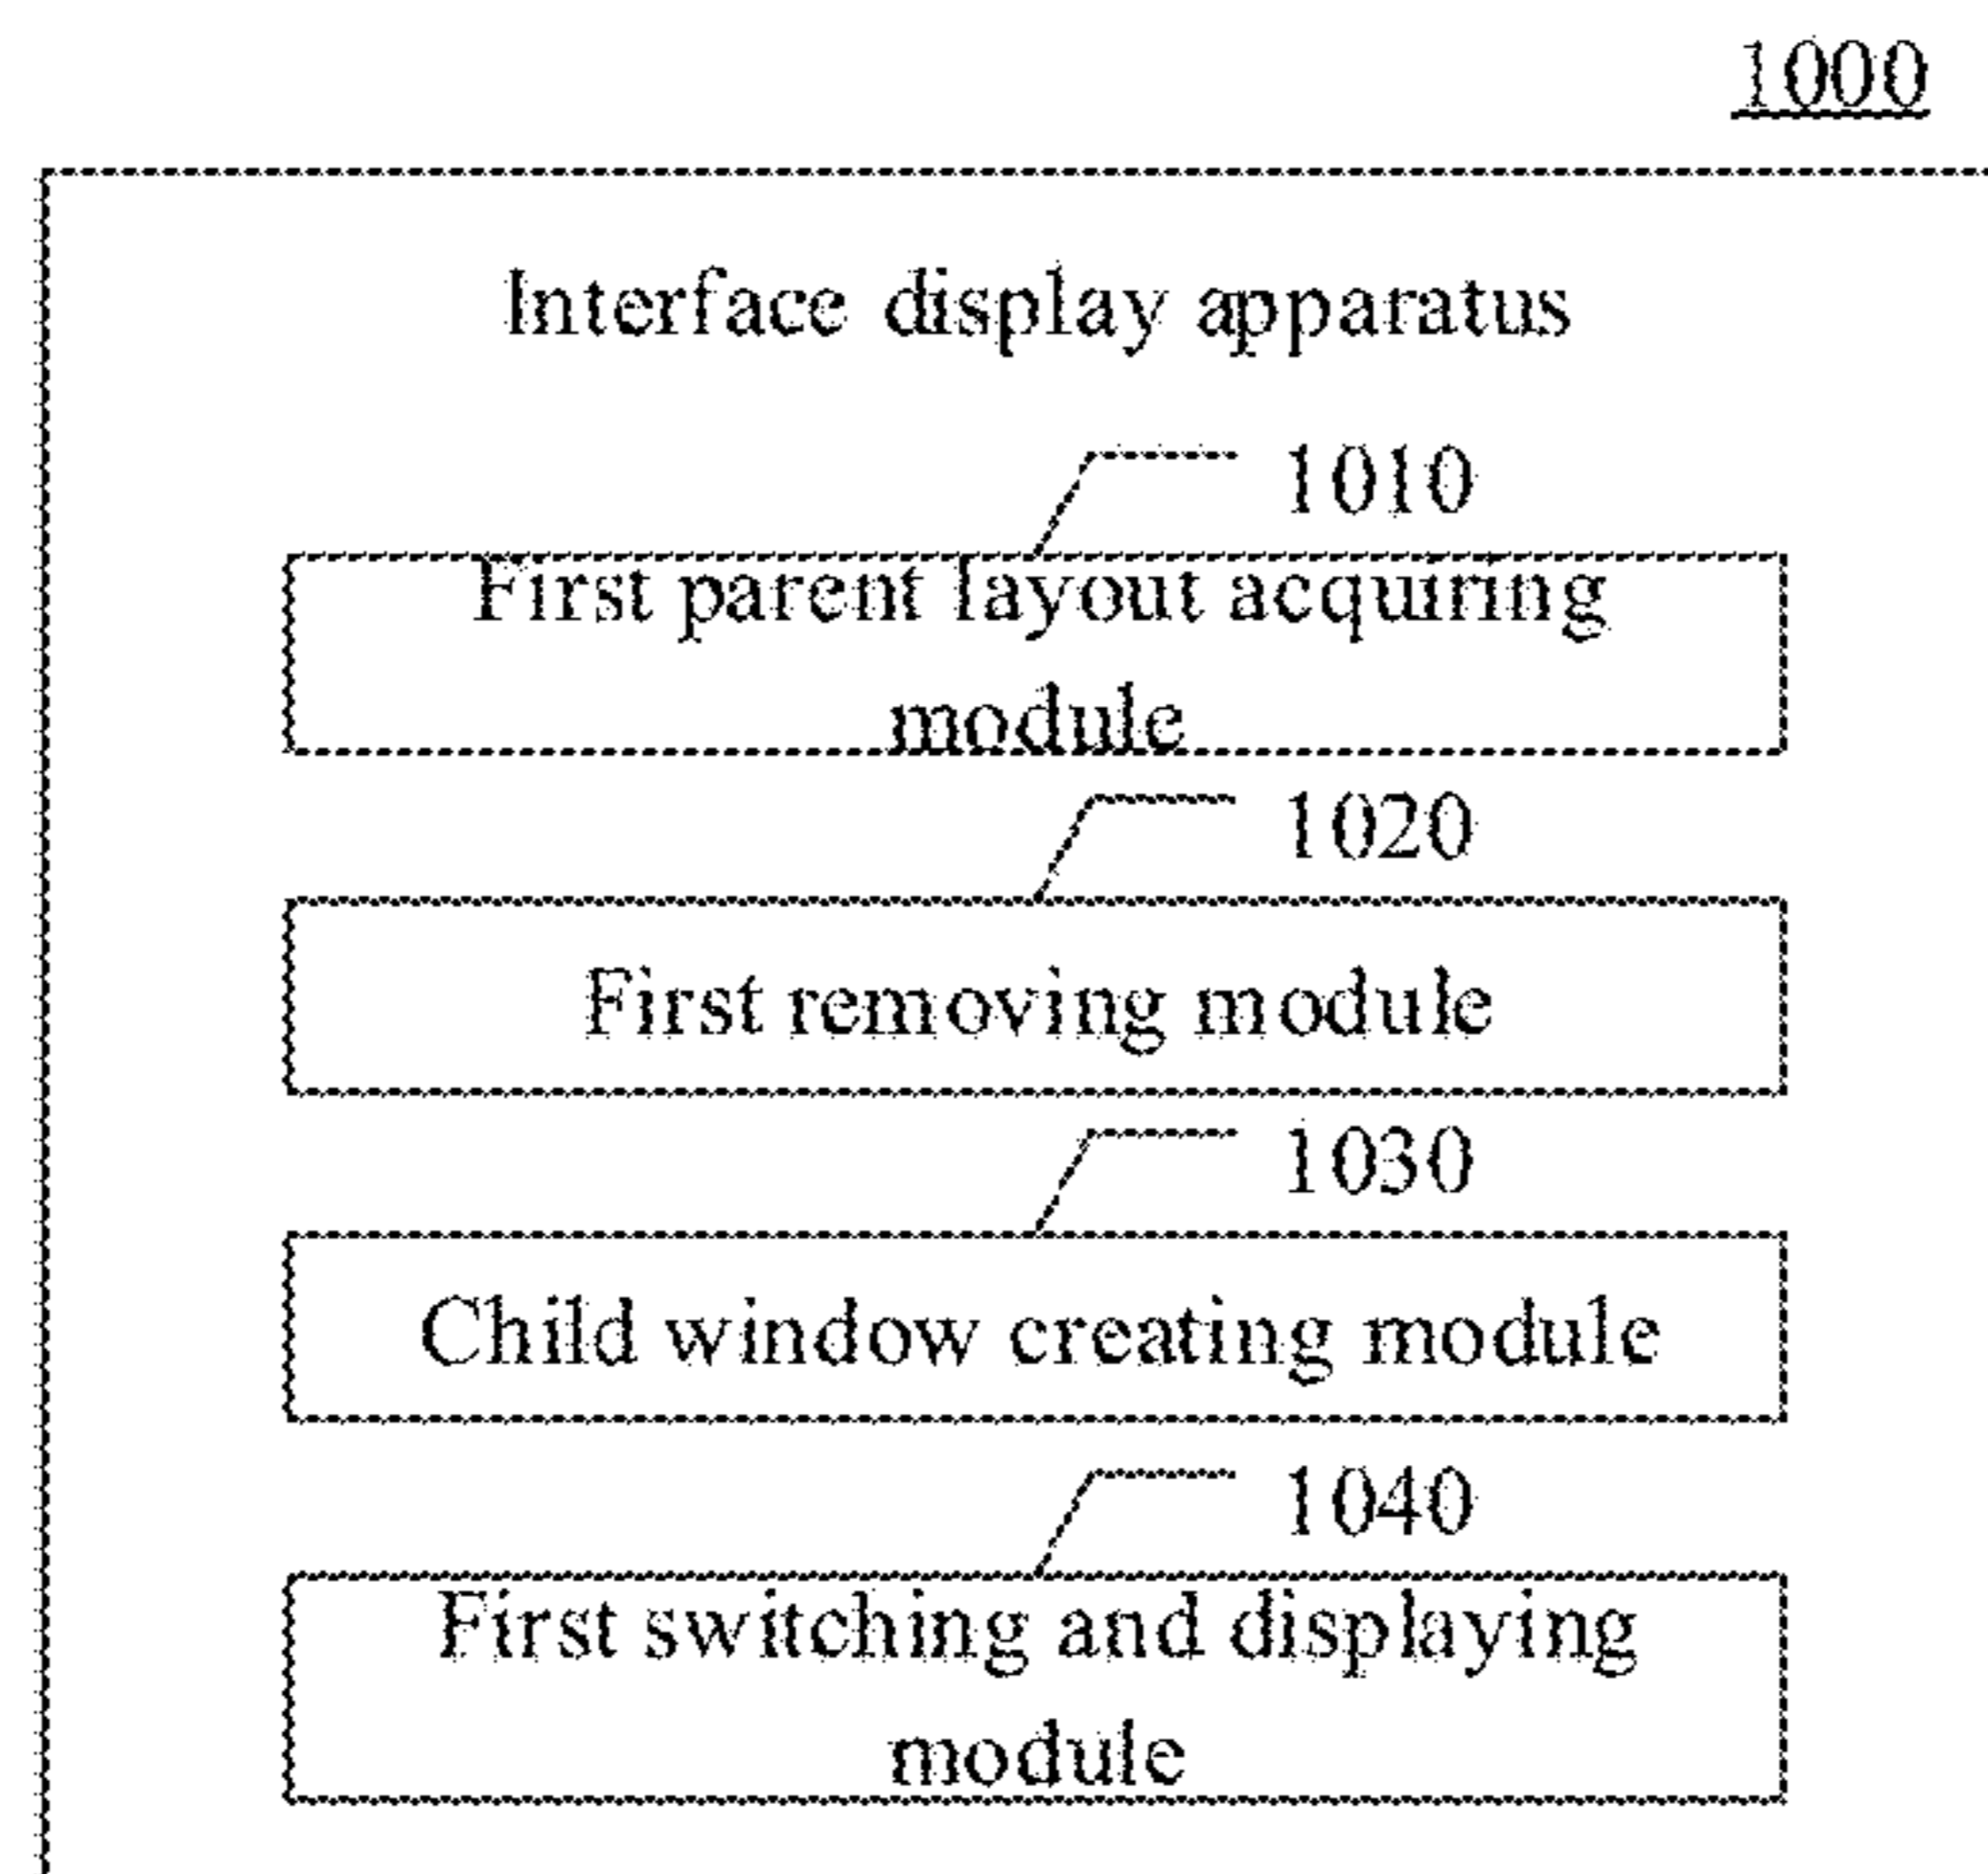 1000
Interface display apparatus
1010
First parent layout acquiring
module
1020
First removing module
1030
Child window creating module
1040
First switching and displaying
module